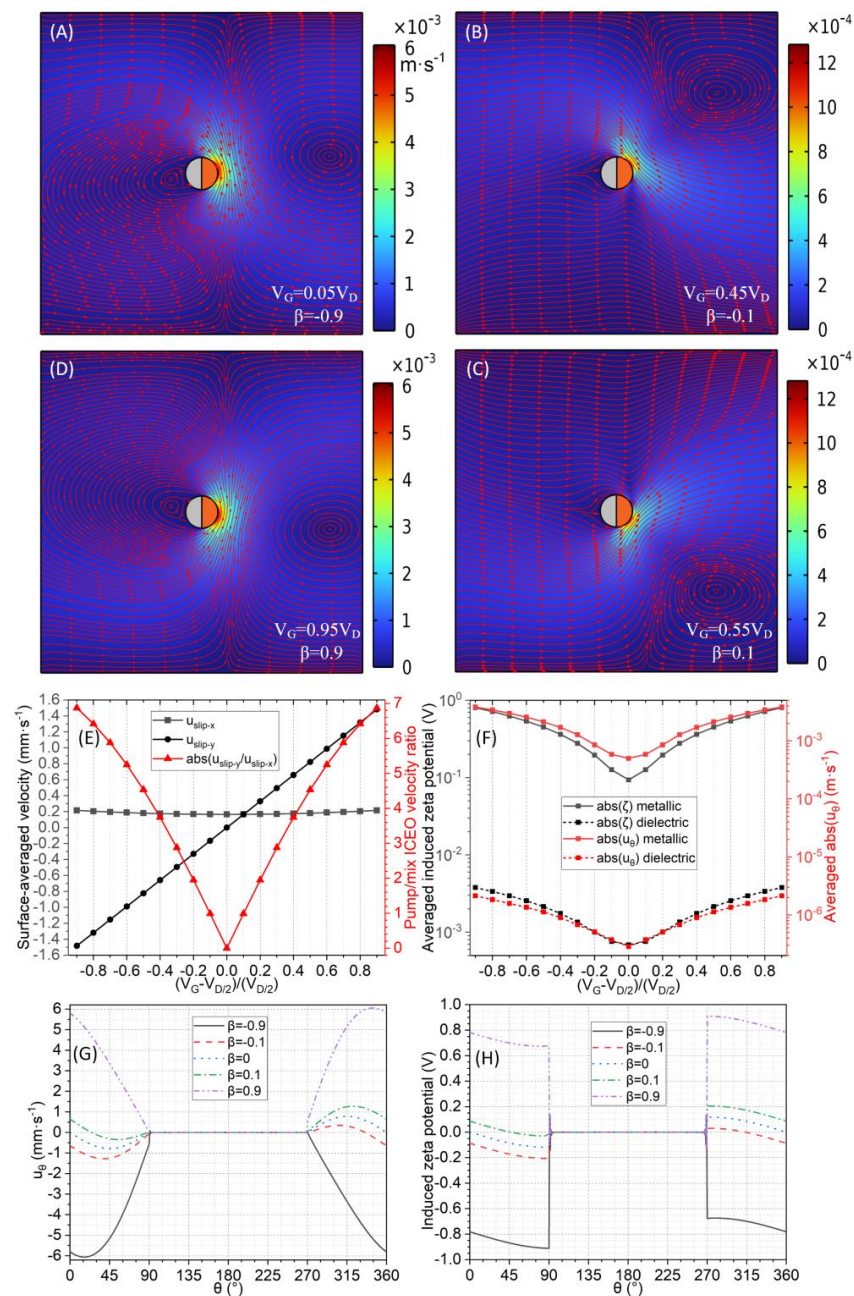 (A)
×10⁻³
6
m·s⁻¹
5
4
3
2
1
0
V_G=0.05V_D
β=-0.9
(B)
×10⁻⁴
12
10
8
6
4
2
0
V_G=0.45V_D
β=-0.1
(D)
×10⁻³
6
5
4
3
2
1
0
V_G=0.95V_D
β=0.9
(C)
×10⁻⁴
12
10
8
6
4
2
0
V_G=0.55V_D
β=0.1
(E)
Surface-averaged velocity (mm·s⁻¹)
1.6
1.4
1.2
1.0
0.8
0.6
0.4
0.2
0.0
-0.2
-0.4
-0.6
-0.8
-1.0
-1.2
-1.4
-1.6
u_slip-x
u_slip-y
abs(u_slip-y/u_slip-x)
7
6
5
4
3
2
1
0
Pump/mix ICEO velocity ratio
-0.8 -0.6 -0.4 -0.2 0.0 0.2 0.4 0.6 0.8
(V_G-V_D/2)/(V_D/2)
(F)
Averaged induced zeta potential (V)
10⁰
10⁻¹
10⁻²
10⁻³
abs(ζ) metallic
abs(ζ) dielectric
abs(u_θ) metallic
abs(u_θ) dielectric
10⁻³
10⁻⁴
10⁻⁵
10⁻⁶
Averaged abs(u_θ) (m·s⁻¹)
-0.8 -0.6 -0.4 -0.2 0.0 0.2 0.4 0.6 0.8
(V_G-V_D/2)/(V_D/2)
(G)
u_θ (mm·s⁻¹)
6
5
4
3
2
1
0
-1
-2
-3
-4
-5
-6
β=-0.9
β=-0.1
β=0
β=0.1
β=0.9
0 45 90 135 180 225 270 315 360
θ (°)
(H)
Induced zeta potential (V)
1.0
0.8
0.6
0.4
0.2
0.0
-0.2
-0.4
-0.6
-0.8
-1.0
β=-0.9
β=-0.1
β=0
β=0.1
β=0.9
0 45 90 135 180 225 270 315 360
θ (°)